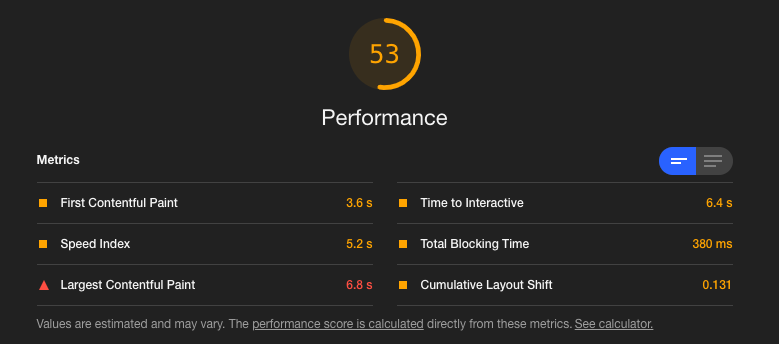 53
Performance
Metrics
First Contentful Paint 3.6 s
Time to Interactive 6.4 s
Speed Index 5.2 s
Total Blocking Time 380 ms
Largest Contentful Paint 6.8 s
Cumulative Layout Shift 0.131
Values are estimated and may vary. The performance score is calculated directly from these metrics. See calculator.